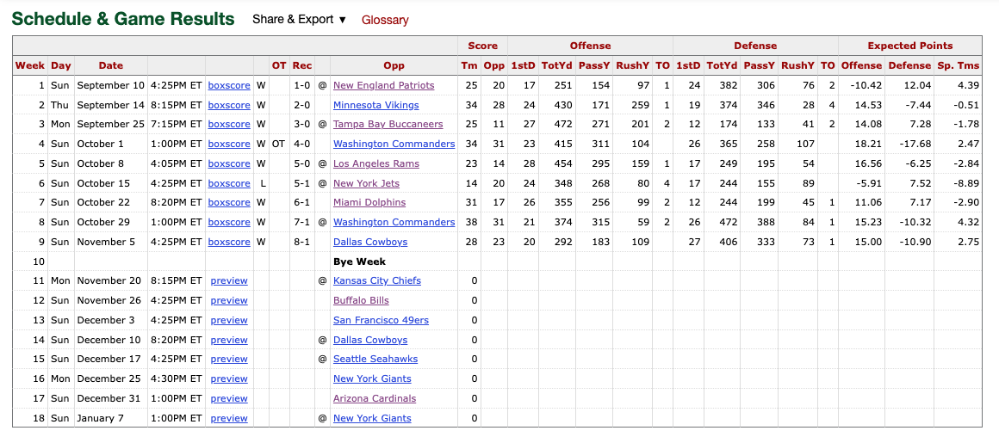 Schedule & Game Results Share & Export ▼ Glossary
Score Offense Defense Expected Points
Week Day Date OT Rec Opp Tm Opp 1stD TotYd PassY RushY TO 1stD TotYd PassY RushY TO Offense Defense Sp. Tms
1 Sun September 10 4:25PM ET boxscore W 1-0 @ New England Patriots 25 20 17 251 154 97 1 24 382 306 76 2 -10.42 12.04 4.39
2 Thu September 14 8:15PM ET boxscore W 2-0 Minnesota Vikings 34 28 24 430 171 259 1 19 374 346 28 4 14.53 -7.44 -0.51
3 Mon September 25 7:15PM ET boxscore W 3-0 @ Tampa Bay Buccaneers 25 11 27 472 271 201 2 12 174 133 41 2 14.08 7.28 -1.78
4 Sun October 1 1:00PM ET boxscore W OT 4-0 Washington Commanders 34 31 23 415 311 104 26 365 258 107 18.21 -17.68 2.47
5 Sun October 8 4:05PM ET boxscore W 5-0 @ Los Angeles Rams 23 14 28 454 295 159 1 17 249 195 54 16.56 -6.25 -2.84
6 Sun October 15 4:25PM ET boxscore L 5-1 @ New York Jets 14 20 24 348 268 80 4 17 244 155 89 -5.91 7.52 -8.89
7 Sun October 22 8:20PM ET boxscore W 6-1 Miami Dolphins 31 17 26 355 256 99 2 12 244 199 45 1 11.06 7.17 -2.90
8 Sun October 29 1:00PM ET boxscore W 7-1 @ Washington Commanders 38 31 21 374 315 59 2 26 472 388 84 1 15.23 -10.32 4.32
9 Sun November 5 4:25PM ET boxscore W 8-1 Dallas Cowboys 28 23 20 292 183 109 27 406 333 73 1 15.00 -10.90 2.75
10 Bye Week
11 Mon November 20 8:15PM ET preview @ Kansas City Chiefs 0
12 Sun November 26 4:25PM ET preview Buffalo Bills 0
13 Sun December 3 4:25PM ET preview San Francisco 49ers 0
14 Sun December 10 8:20PM ET preview @ Dallas Cowboys 0
15 Sun December 17 4:25PM ET preview @ Seattle Seahawks 0
16 Mon December 25 4:30PM ET preview New York Giants 0
17 Sun December 31 1:00PM ET preview Arizona Cardinals 0
18 Sun January 7 1:00PM ET preview @ New York Giants 0